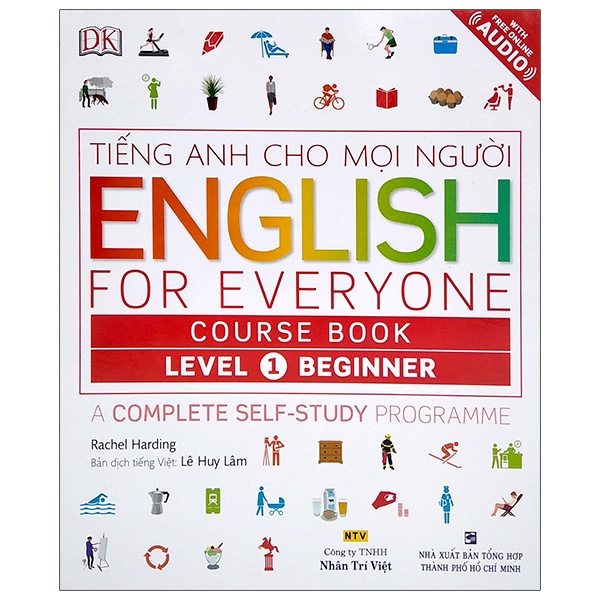 DK
WITH
FREE ONLINE
AUDIO
TIẾNG ANH CHO MỌI NGƯỜI
ENGLISH
FOR EVERYONE
COURSE BOOK
LEVEL 1 BEGINNER
A COMPLETE SELF-STUDY PROGRAMME
Rachel Harding
Bản dịch tiếng Việt: Lê Huy Lâm
NTV
Công ty TNHH
Nhân Trí Việt
NHÀ XUẤT BẢN TỔNG HỢP
THÀNH PHỐ HỒ CHÍ MINH